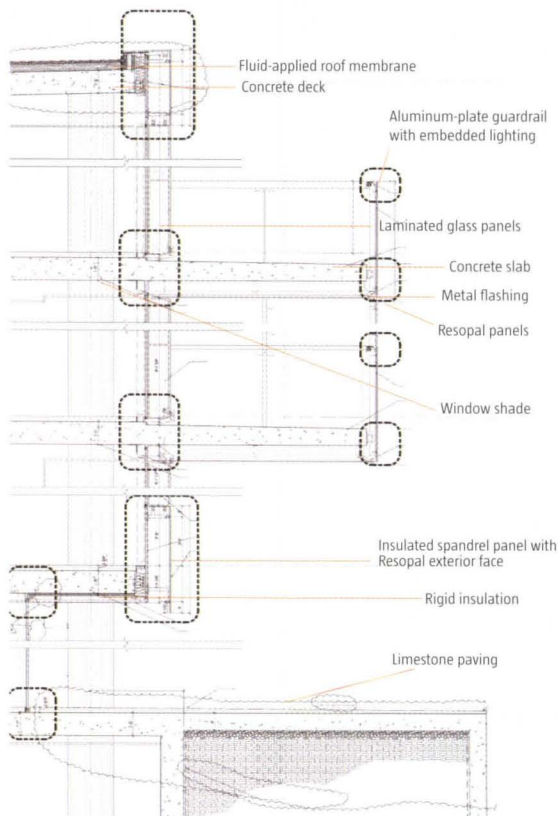 Fluid-applied roof membrane
Concrete deck
Aluminum-plate guardrail
with embedded lighting
Laminated glass panels
Concrete slab
Metal flashing
Resopal panels
Window shade
Insulated spandrel panel with
Resopal exterior face
Rigid insulation
Limestone paving